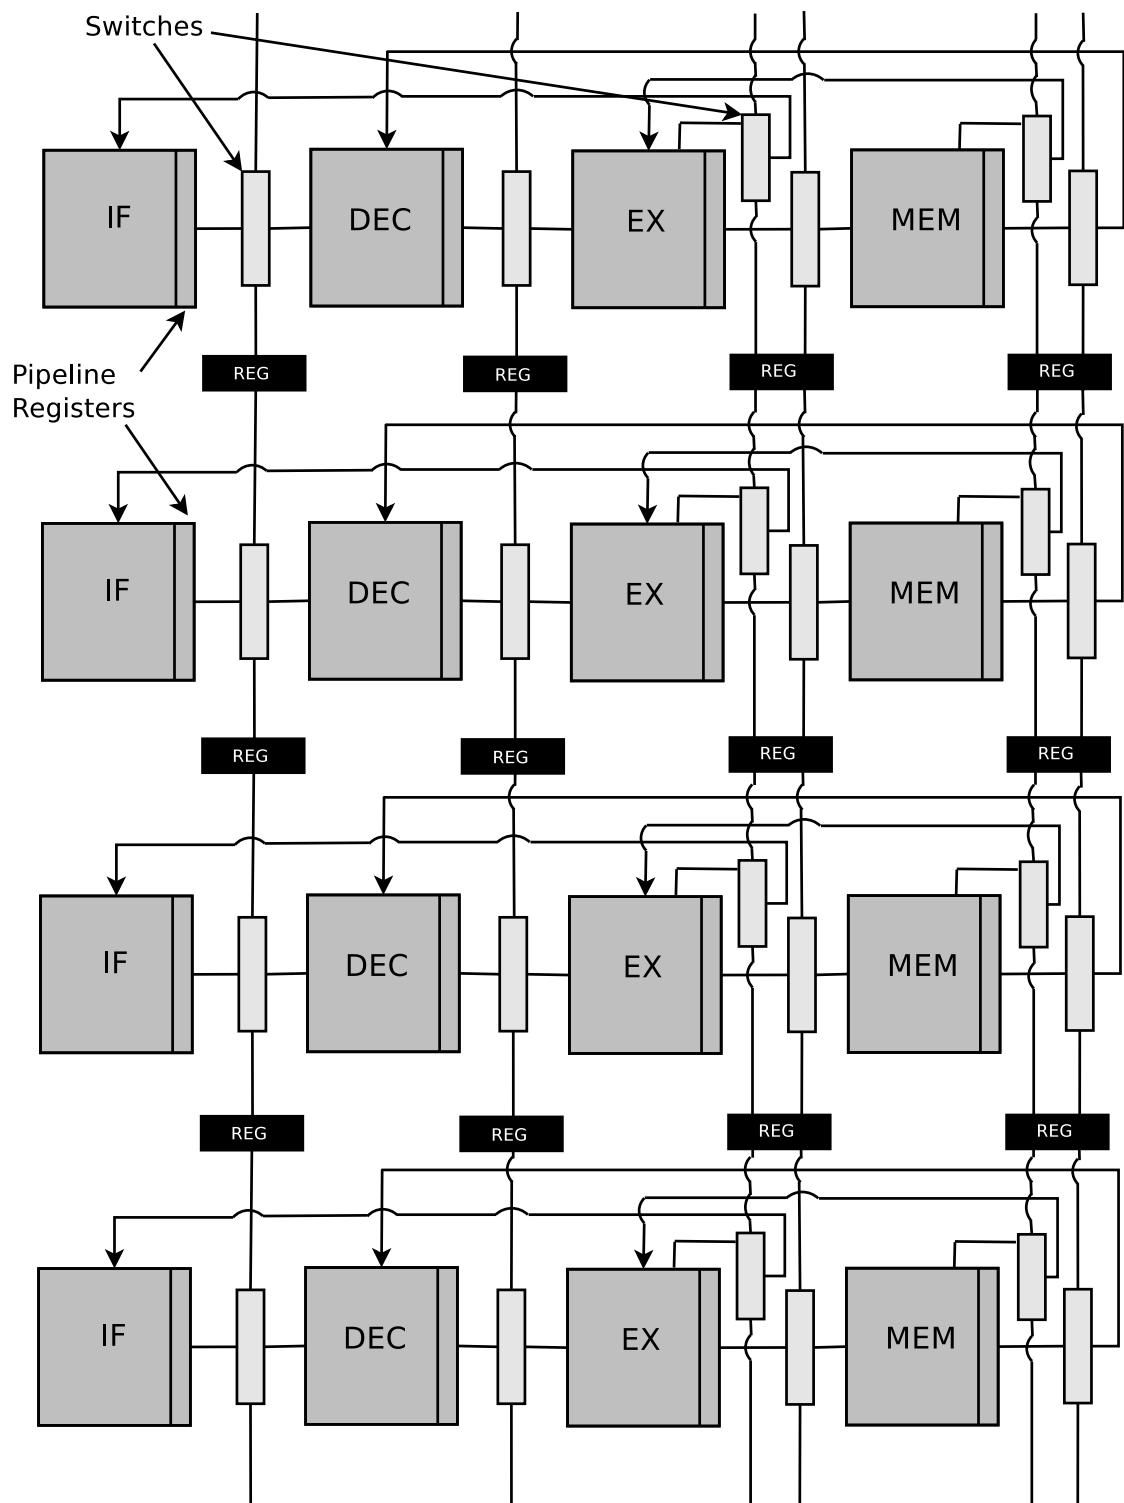 Switches
IF
DEC
EX
MEM
Pipeline
Registers
REG
REG
REG
REG
IF
DEC
EX
MEM
REG
REG
REG
REG
IF
DEC
EX
MEM
REG
REG
REG
REG
IF
DEC
EX
MEM